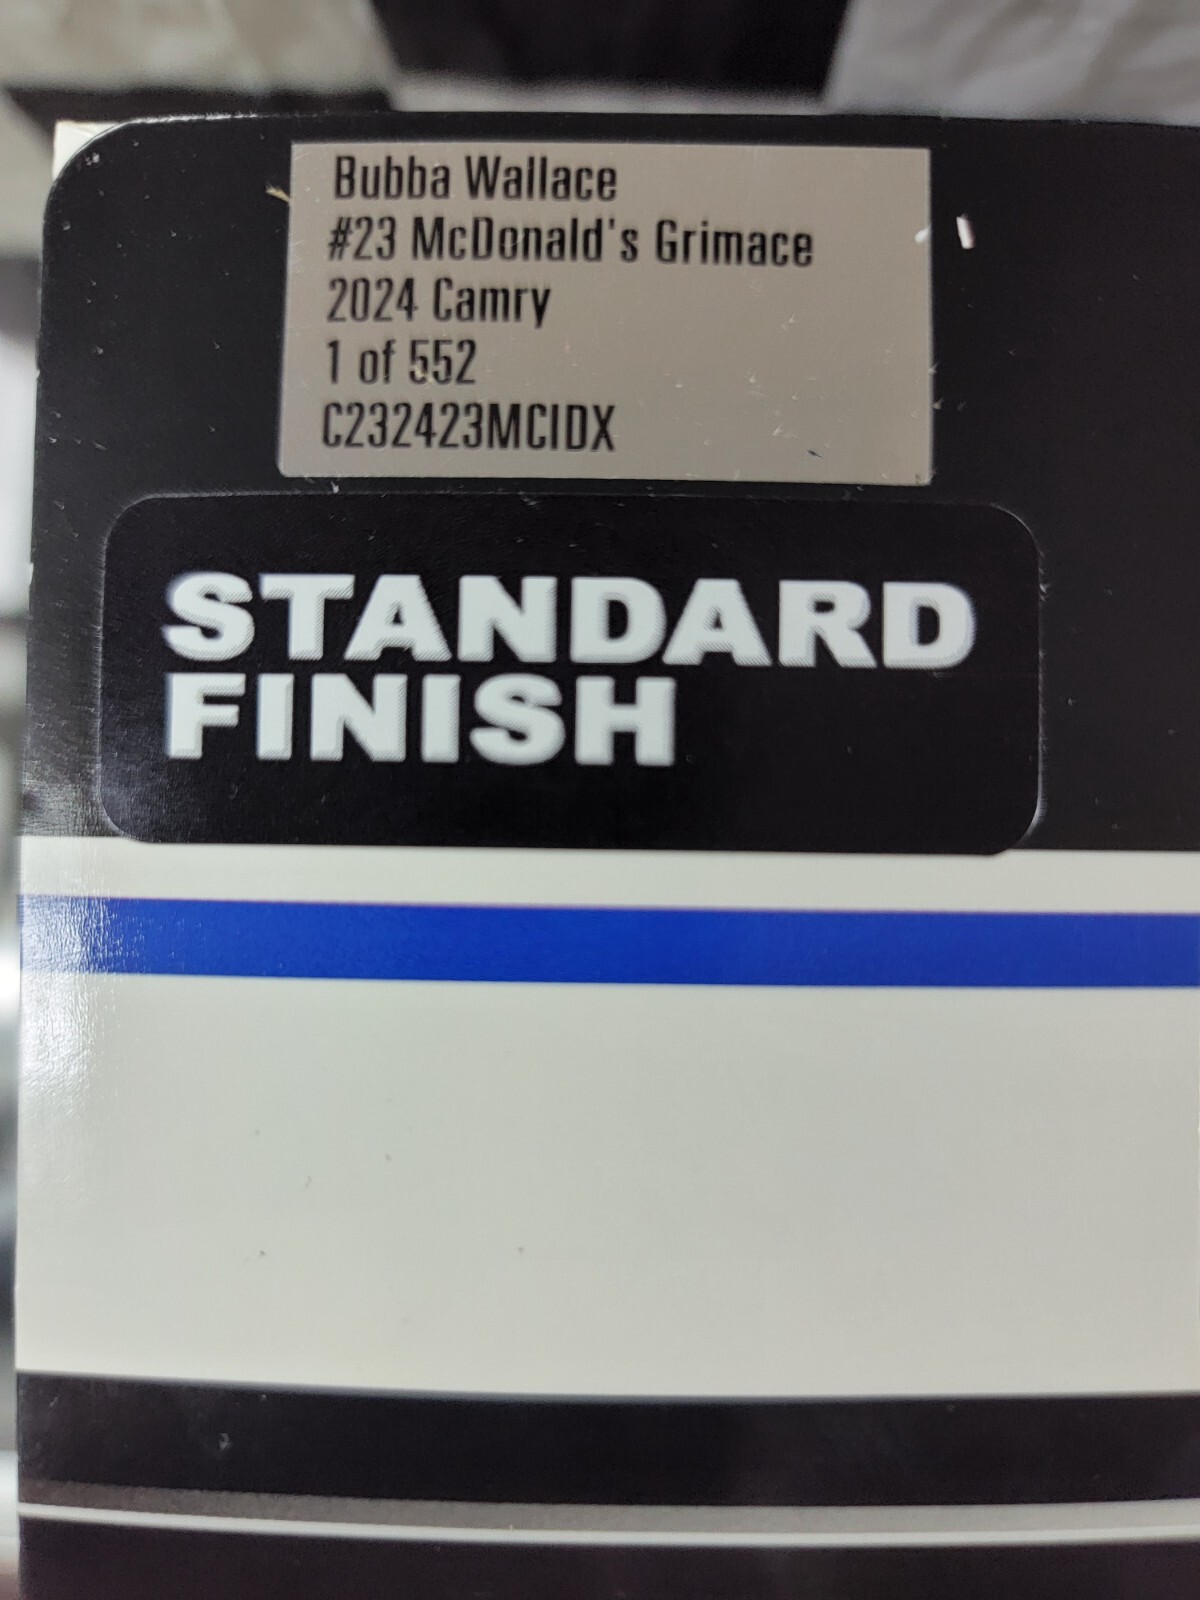 Bubba Wallace
#23 McDonald's Grimace
2024 Camry
1 of 552
C232423MCIDX
STANDARD
FINISH